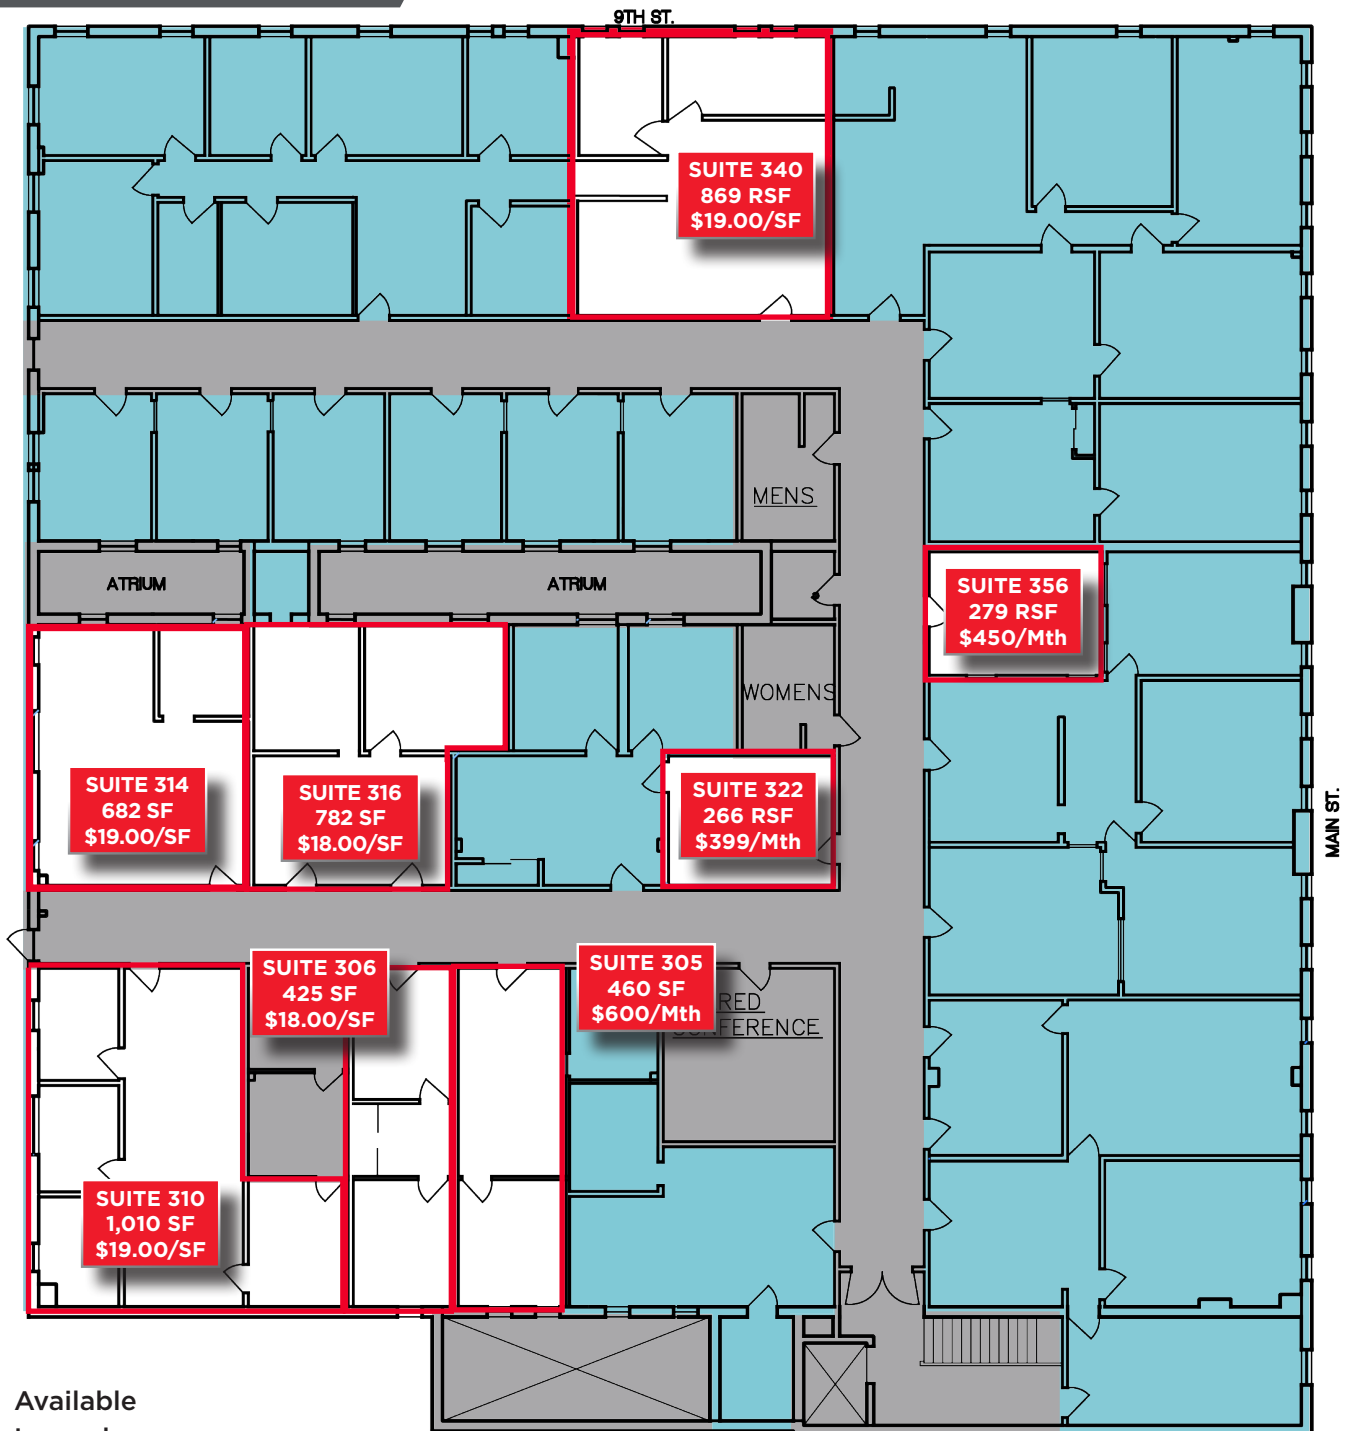 9TH ST.
SUITE 340
869 RSF
$19.00/SF
MENS
ATRIUM
ATRIUM
SUITE 356
279 RSF
$450/Mth
WOMENS
SUITE 314
682 SF
$19.00/SF
SUITE 316
782 SF
$18.00/SF
SUITE 322
266 RSF
$399/Mth
MAIN ST.
SUITE 306
425 SF
$18.00/SF
SUITE 305
460 SF
$600/Mth
RED
CONFERENCE
SUITE 310
1,010 SF
$19.00/SF
Available